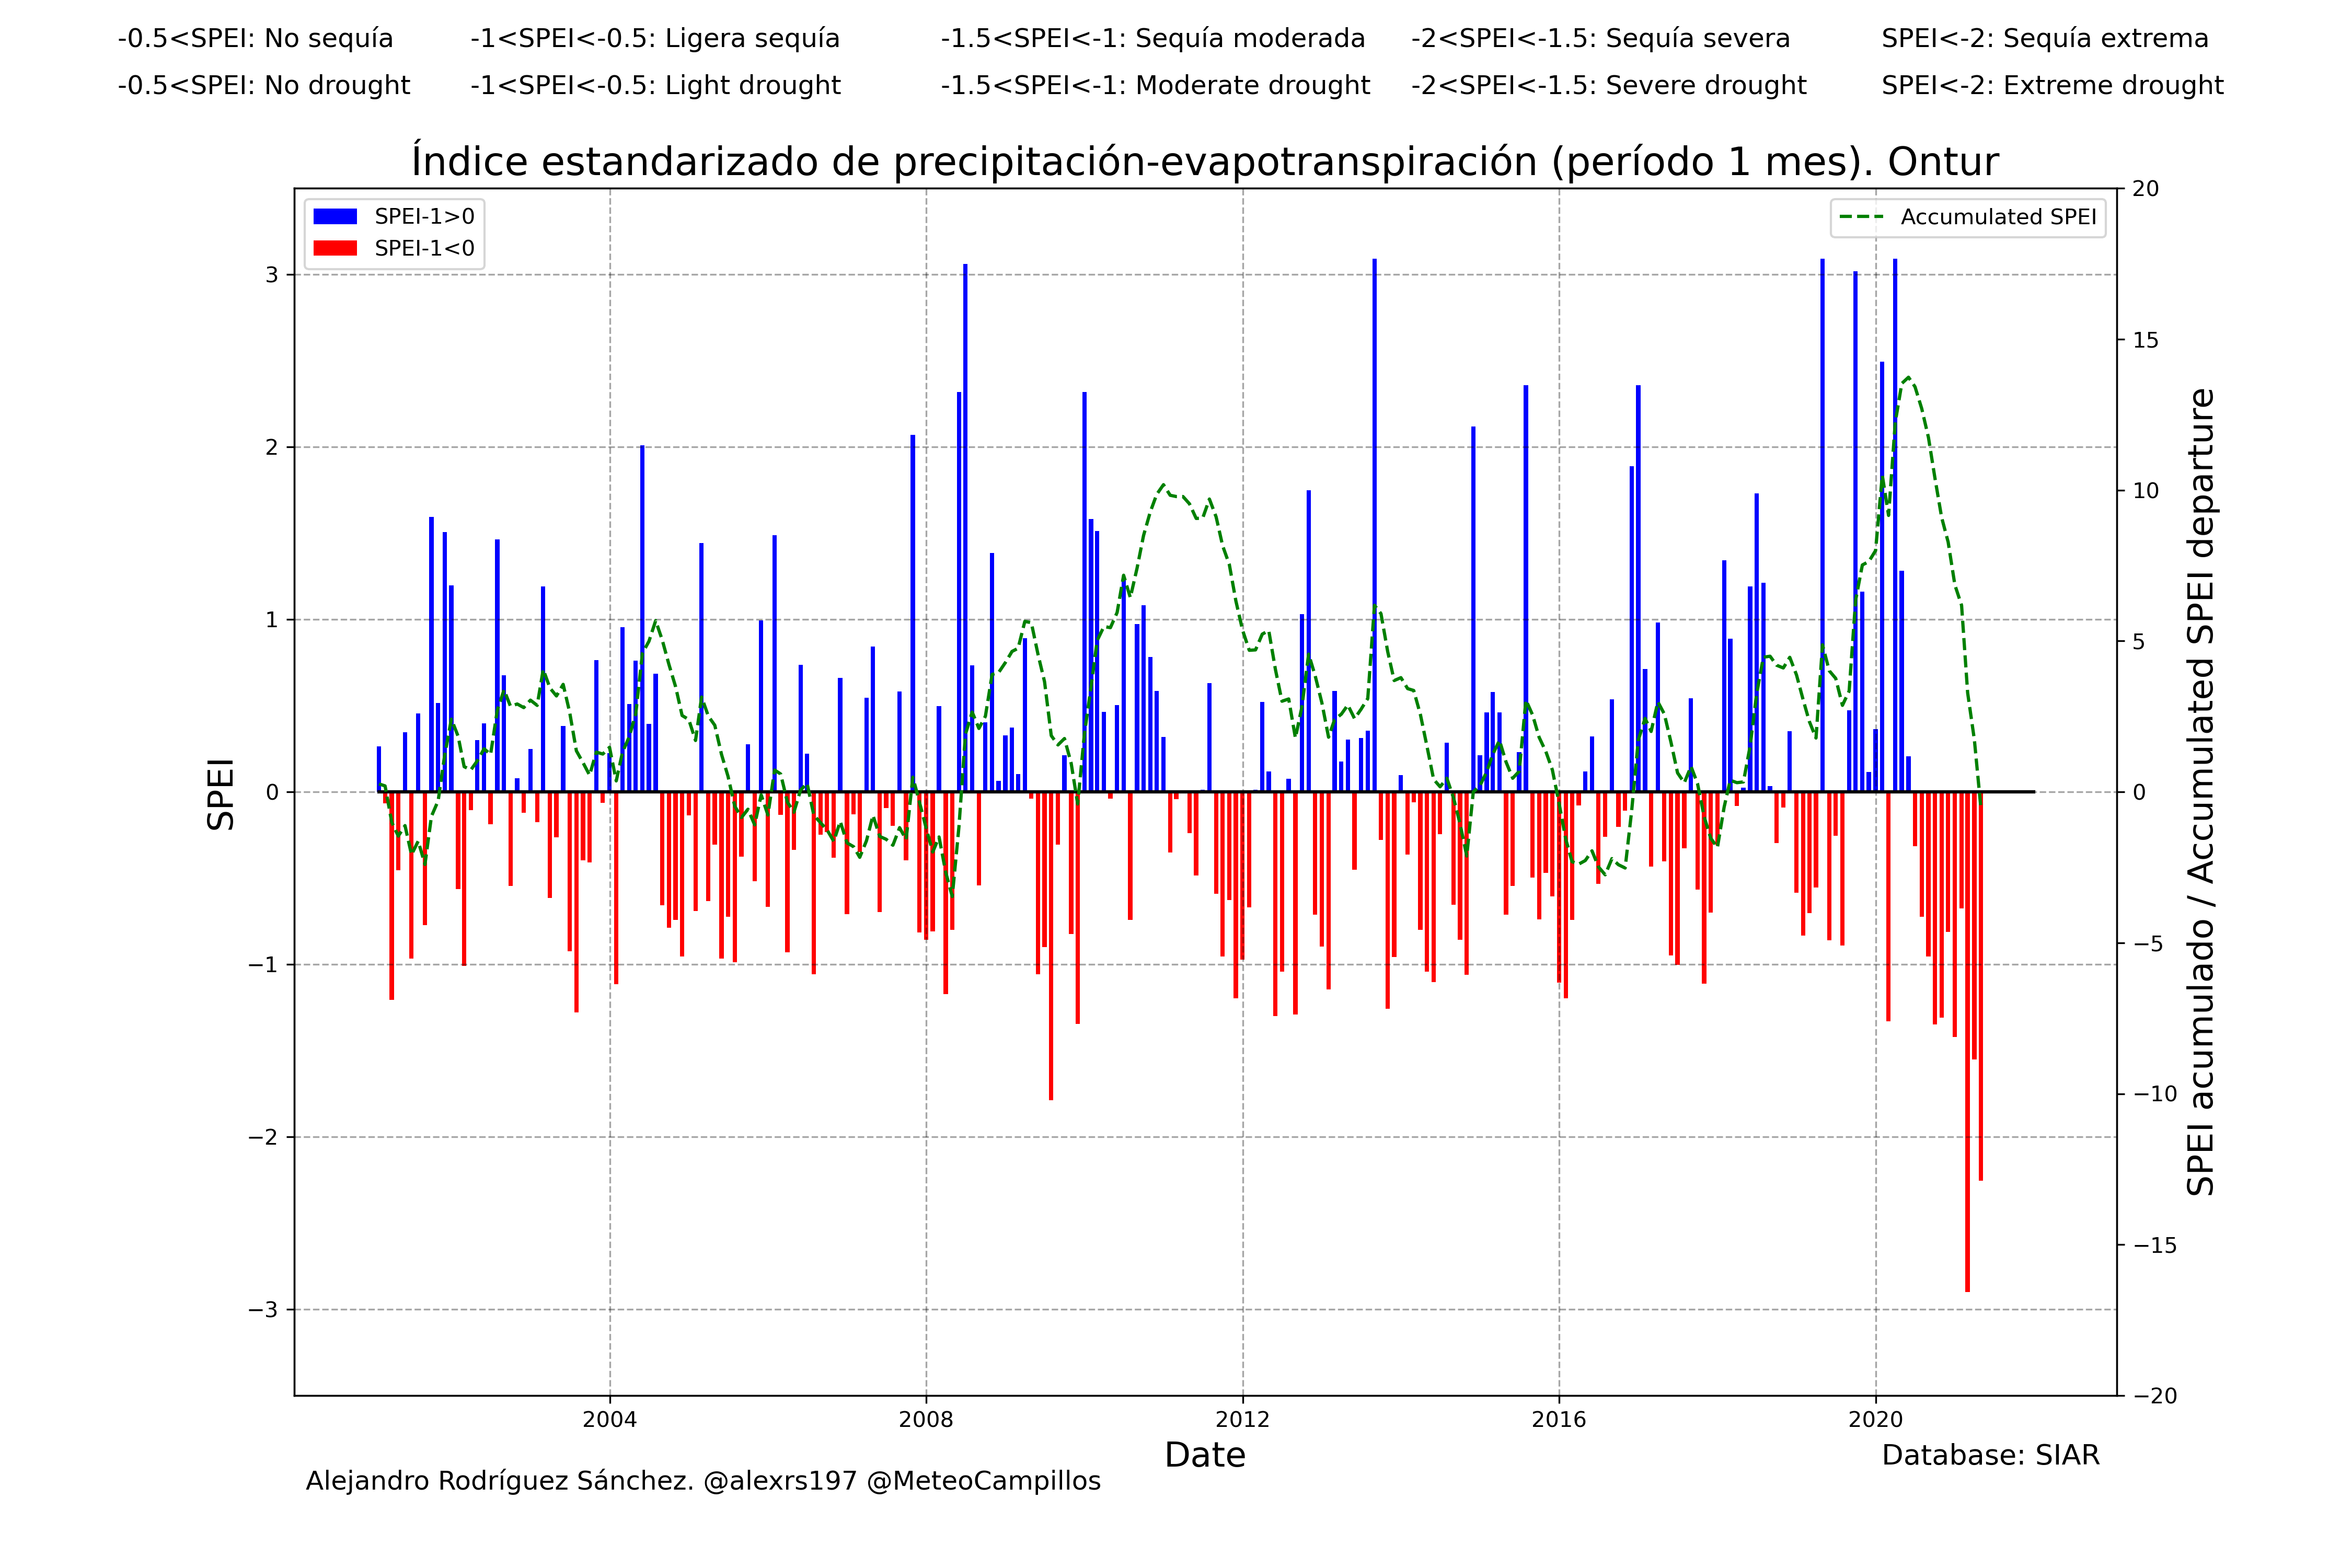 -0.5<SPEI: No sequía -1<SPEI<-0.5: Ligera sequía -1.5<SPEI<-1: Sequía moderada -2<SPEI<-1.5: Sequía severa SPEI<-2: Sequía extrema
-0.5<SPEI: No drought -1<SPEI<-0.5: Light drought -1.5<SPEI<-1: Moderate drought -2<SPEI<-1.5: Severe drought SPEI<-2: Extreme drought
Índice estandarizado de precipitación-evapotranspiración (período 1 mes). Ontur
SPEI-1>0
SPEI-1<0
Accumulated SPEI
SPEI
3
2
1
0
−1
−2
−3
20
15
10
5
0
−5
−10
−15
−20
SPEI acumulado / Accumulated SPEI departure
2004 2008 2012 2016 2020
Date
Database: SIAR
Alejandro Rodríguez Sánchez. @alexrs197 @MeteoCampillos